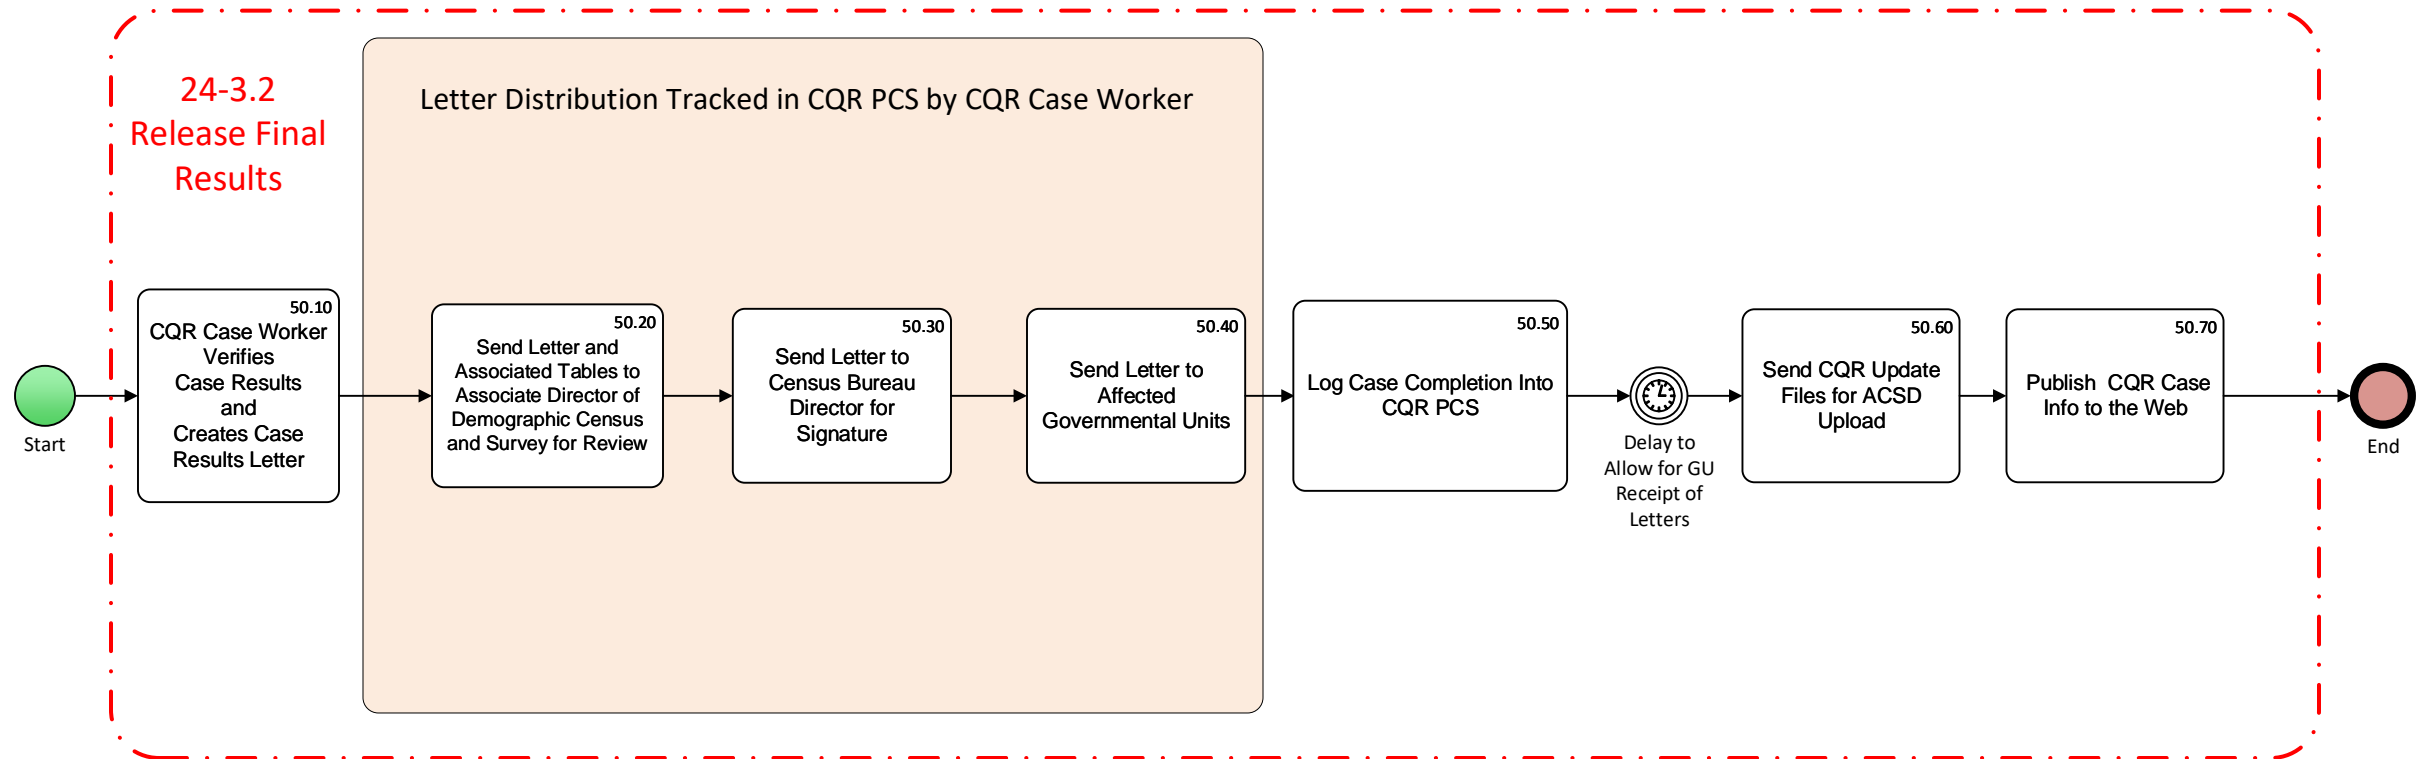 24-3.2
Release Final
Results
Letter Distribution Tracked in CQR PCS by CQR Case Worker
Start
50.10
CQR Case Worker
Verifies
Case Results
and
Creates Case
Results Letter
50.20
Send Letter and
Associated Tables to
Associate Director of
Demographic Census
and Survey for Review
50.30
Send Letter to
Census Bureau
Director for
Signature
50.40
Send Letter to
Affected
Governmental Units
50.50
Log Case Completion Into
CQR PCS
Delay to
Allow for GU
Receipt of
Letters
50.60
Send CQR Update
Files for ACSD
Upload
50.70
Publish  CQR Case
Info to the Web
End